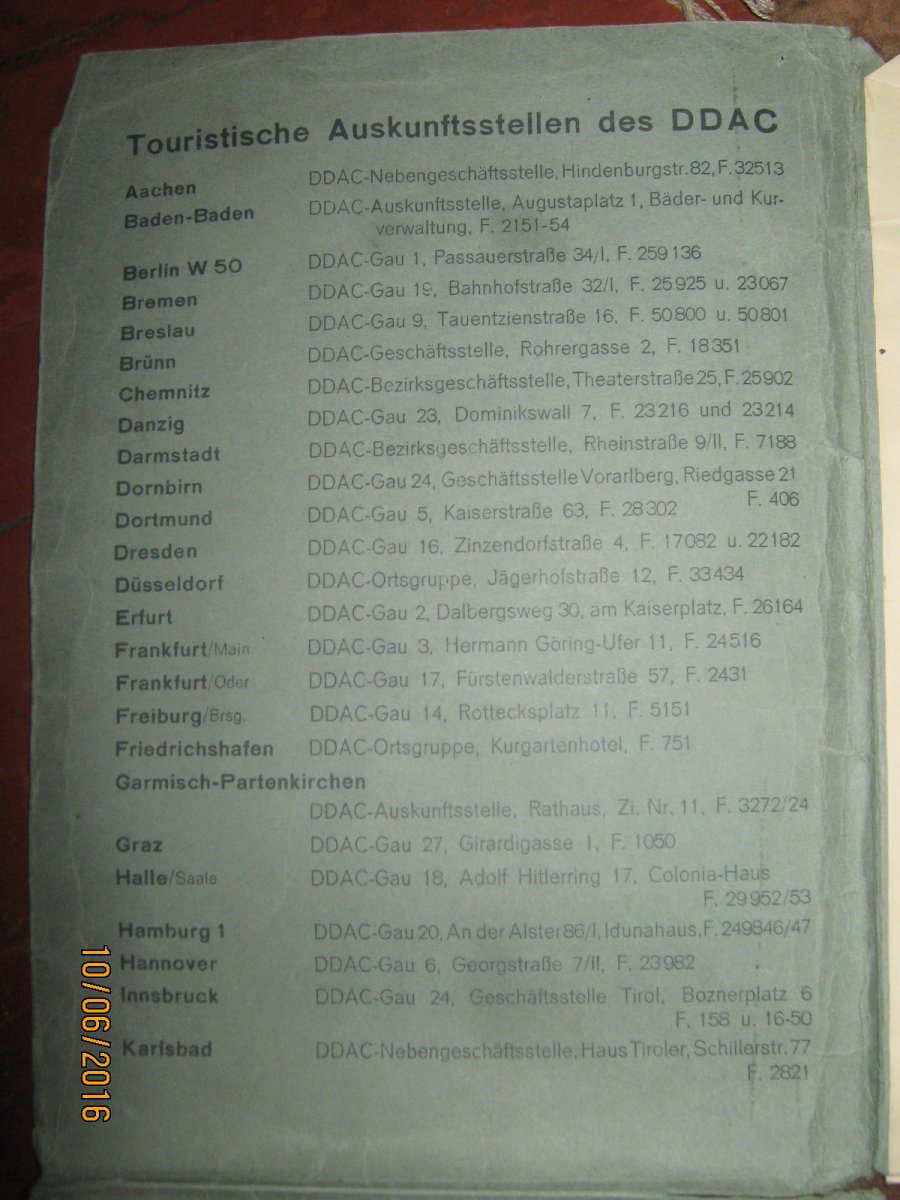 Touristische Auskunftsstellen des DDAC
Aachen DDAC-Nebengeschäftsstelle, Hindenburgstr. 82, F. 32513
Baden-Baden DDAC-Auskunftsstelle, Augustaplatz 1, Bäder- und Kur-
verwaltung, F. 2151-54
Berlin W 50 DDAC-Gau 1, Passauerstraße 34/I, F. 259136
Bremen DDAC-Gau 19, Bahnhofstraße 32/I, F. 25925 u. 23067
Breslau DDAC-Gau 9, Tauentzienstraße 16, F. 50800 u. 50801
Brünn DDAC-Geschäftsstelle, Rohrergasse 2, F. 18351
Chemnitz DDAC-Bezirksgeschäftsstelle, Theaterstraße 25, F. 25902
Danzig DDAC-Gau 23, Dominikswall 7, F. 23216 und 23214
Darmstadt DDAC-Bezirksgeschäftsstelle, Rheinstraße 9/II, F. 7188
Dornbirn DDAC-Gau 24, Geschäftsstelle Vorarlberg, Riedgasse 21
F. 406
Dortmund DDAC-Gau 5, Kaiserstraße 63, F. 28302
Dresden DDAC-Gau 16, Zinzendorfstraße 4, F. 17082 u. 22182
Düsseldorf DDAC-Ortsgruppe, Jägerhofstraße 12, F. 33434
Erfurt DDAC-Gau 2, Dalbergsweg 30, am Kaiserplatz, F. 26164
Frankfurt/Main DDAC-Gau 3, Hermann Göring-Ufer 11, F. 24516
Frankfurt/Oder DDAC-Gau 17, Fürstenwalderstraße 57, F. 2431
Freiburg/Brsg. DDAC-Gau 14, Rottecksplatz 11, F. 5151
Friedrichshafen DDAC-Ortsgruppe, Kurgartenhotel, F. 751
Garmisch-Partenkirchen
DDAC-Auskunftsstelle, Rathaus, Zi. Nr. 11, F. 3272/24
Graz DDAC-Gau 27, Girardigasse 1, F. 1050
Halle/Saale DDAC-Gau 18, Adolf Hitlerring 17, Colonia-Haus
F. 29952/53
Hamburg 1 DDAC-Gau 20, An der Alster 86/I, Idunahaus, F. 249846/47
Hannover DDAC-Gau 6, Georgstraße 7/II, F. 23982
Innsbruck DDAC-Gau 24, Geschäftsstelle Tirol, Boznerplatz 6
F. 158 u. 16-50
Karlsbad DDAC-Nebengeschäftsstelle, Haus Tiroler, Schillerstr. 77
F. 2821
10/06/2016